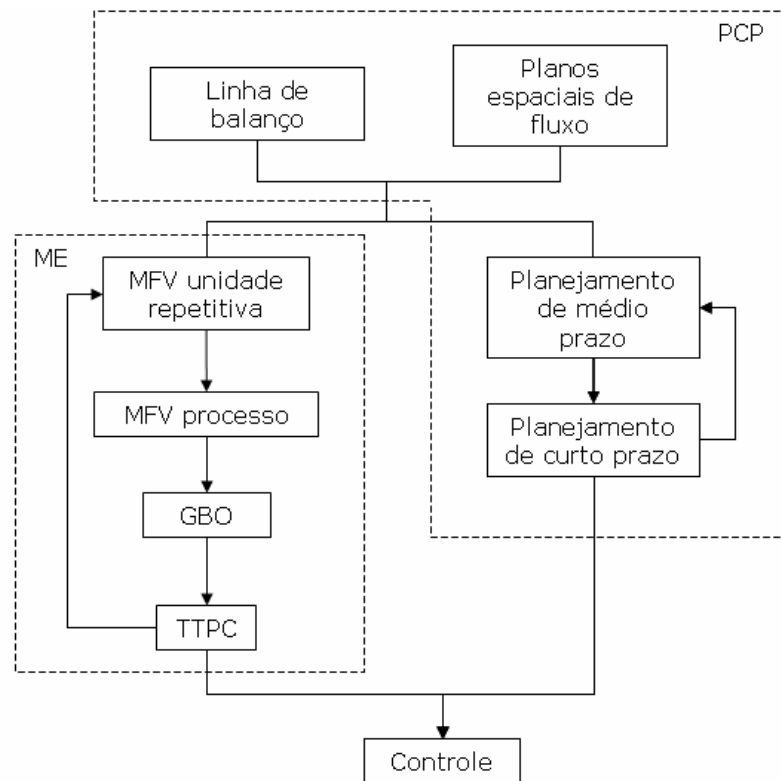 PCP
Linha de
balanço
Planos
espaciais de
fluxo
ME
MFV unidade
repetitiva
MFV processo
GBO
TTPC
Planejamento
de médio
prazo
Planejamento
de curto prazo
Controle